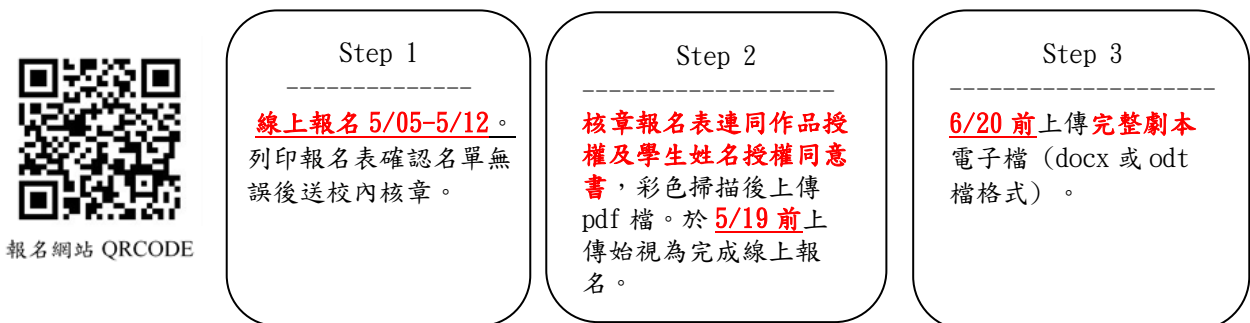 報名網站 QRCODE
Step 1
--------------
線上報名 5/05-5/12。
列印報名表確認名單無
誤後送校內核章。
Step 2
-------------------
核章報名表連同作品授
權及學生姓名授權同意
書,彩色掃描後上傳
pdf 檔。於 5/19 前上
傳始視為完成線上報
名。
Step 3
--------------------
6/20 前上傳完整劇本
電子檔(docx 或 odt
檔格式)。